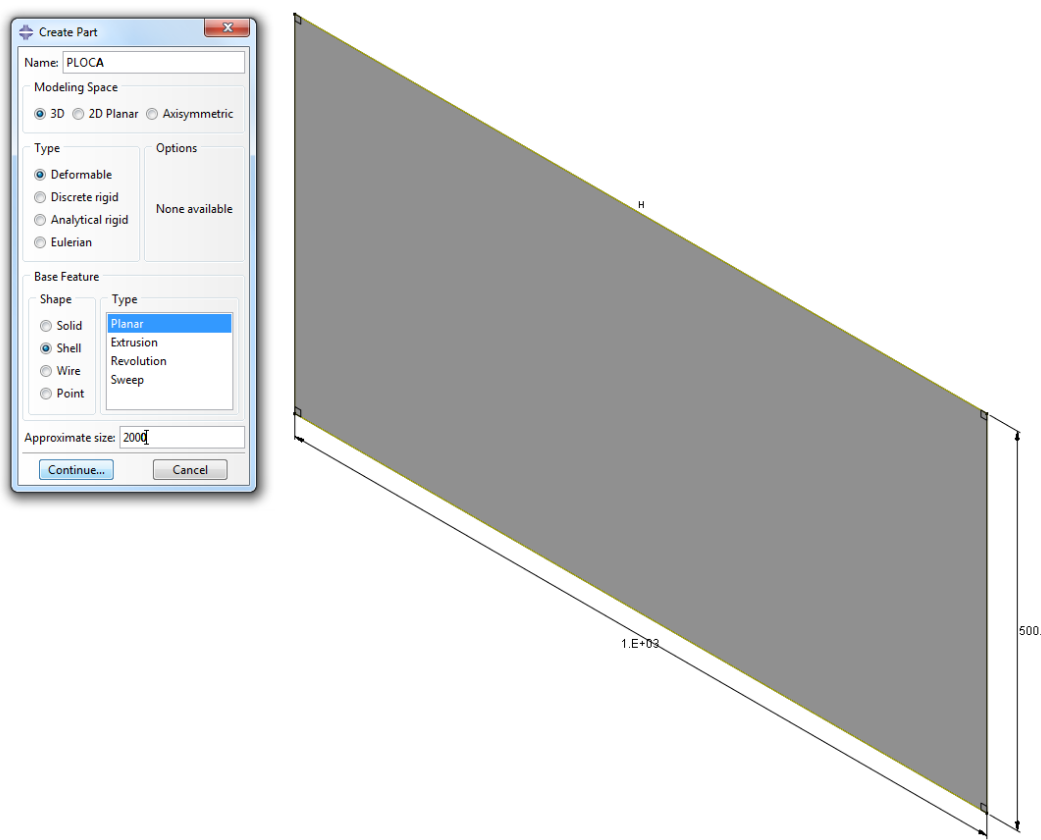 Create Part
Name: PLOCA
Modeling Space
3D 2D Planar Axisymmetric
Type
Deformable
Discrete rigid
Analytical rigid
Eulerian
Options
None available
Base Feature
Shape
Solid
Shell
Wire
Point
Type
Planar
Extrusion
Revolution
Sweep
Approximate size: 2000
Continue... Cancel
H
1.E+03
500.